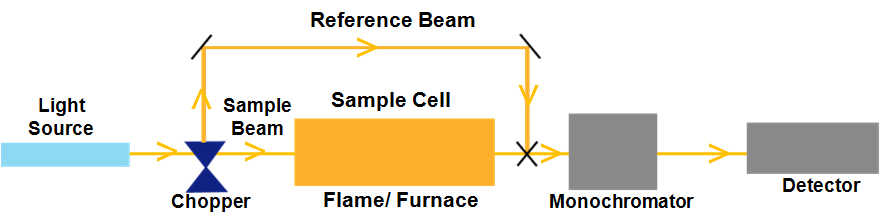 Reference Beam
Light
Source
Sample
Beam
Sample Cell
Chopper
Flame/ Furnace
Monochromator
Detector